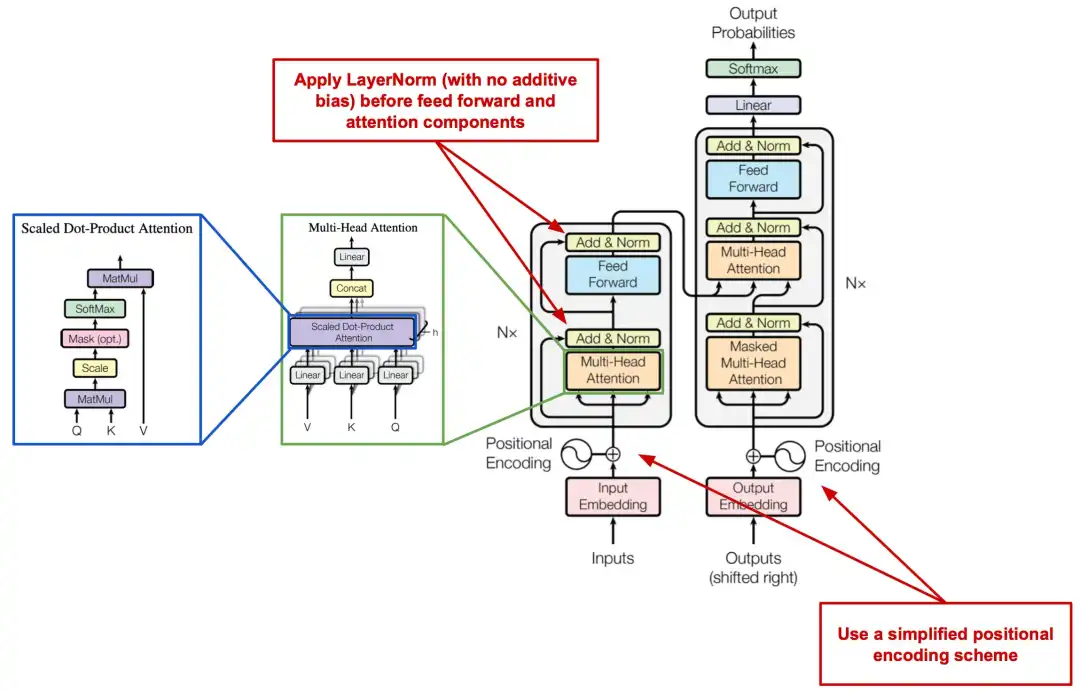 Output
Probabilities
Softmax
Linear
Add & Norm
Feed
Forward
Add & Norm
Multi-Head
Attention
Add & Norm
Masked
Multi-Head
Attention
N×
Positional
Encoding
Output
Embedding
Outputs
(shifted right)
Apply LayerNorm (with no additive
bias) before feed forward and
attention components
Add & Norm
Feed
Forward
N×
Add & Norm
Multi-Head
Attention
Positional
Encoding
Input
Embedding
Inputs
Scaled Dot-Product Attention
MatMul
SoftMax
Mask (opt.)
Scale
MatMul
Q K V
Multi-Head Attention
Linear
Concat
Scaled Dot-Product
Attention
h
Linear Linear Linear
V K Q
Use a simplified positional
encoding scheme